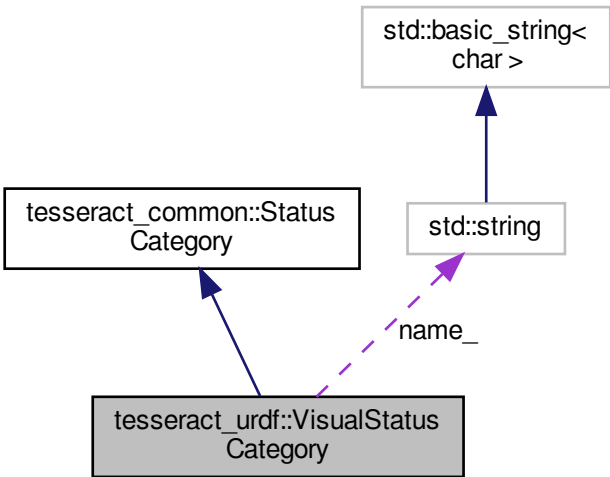 std::basic_string<
char >
tesseract_common::Status
Category
std::string
name_
tesseract_urdf::VisualStatus
Category